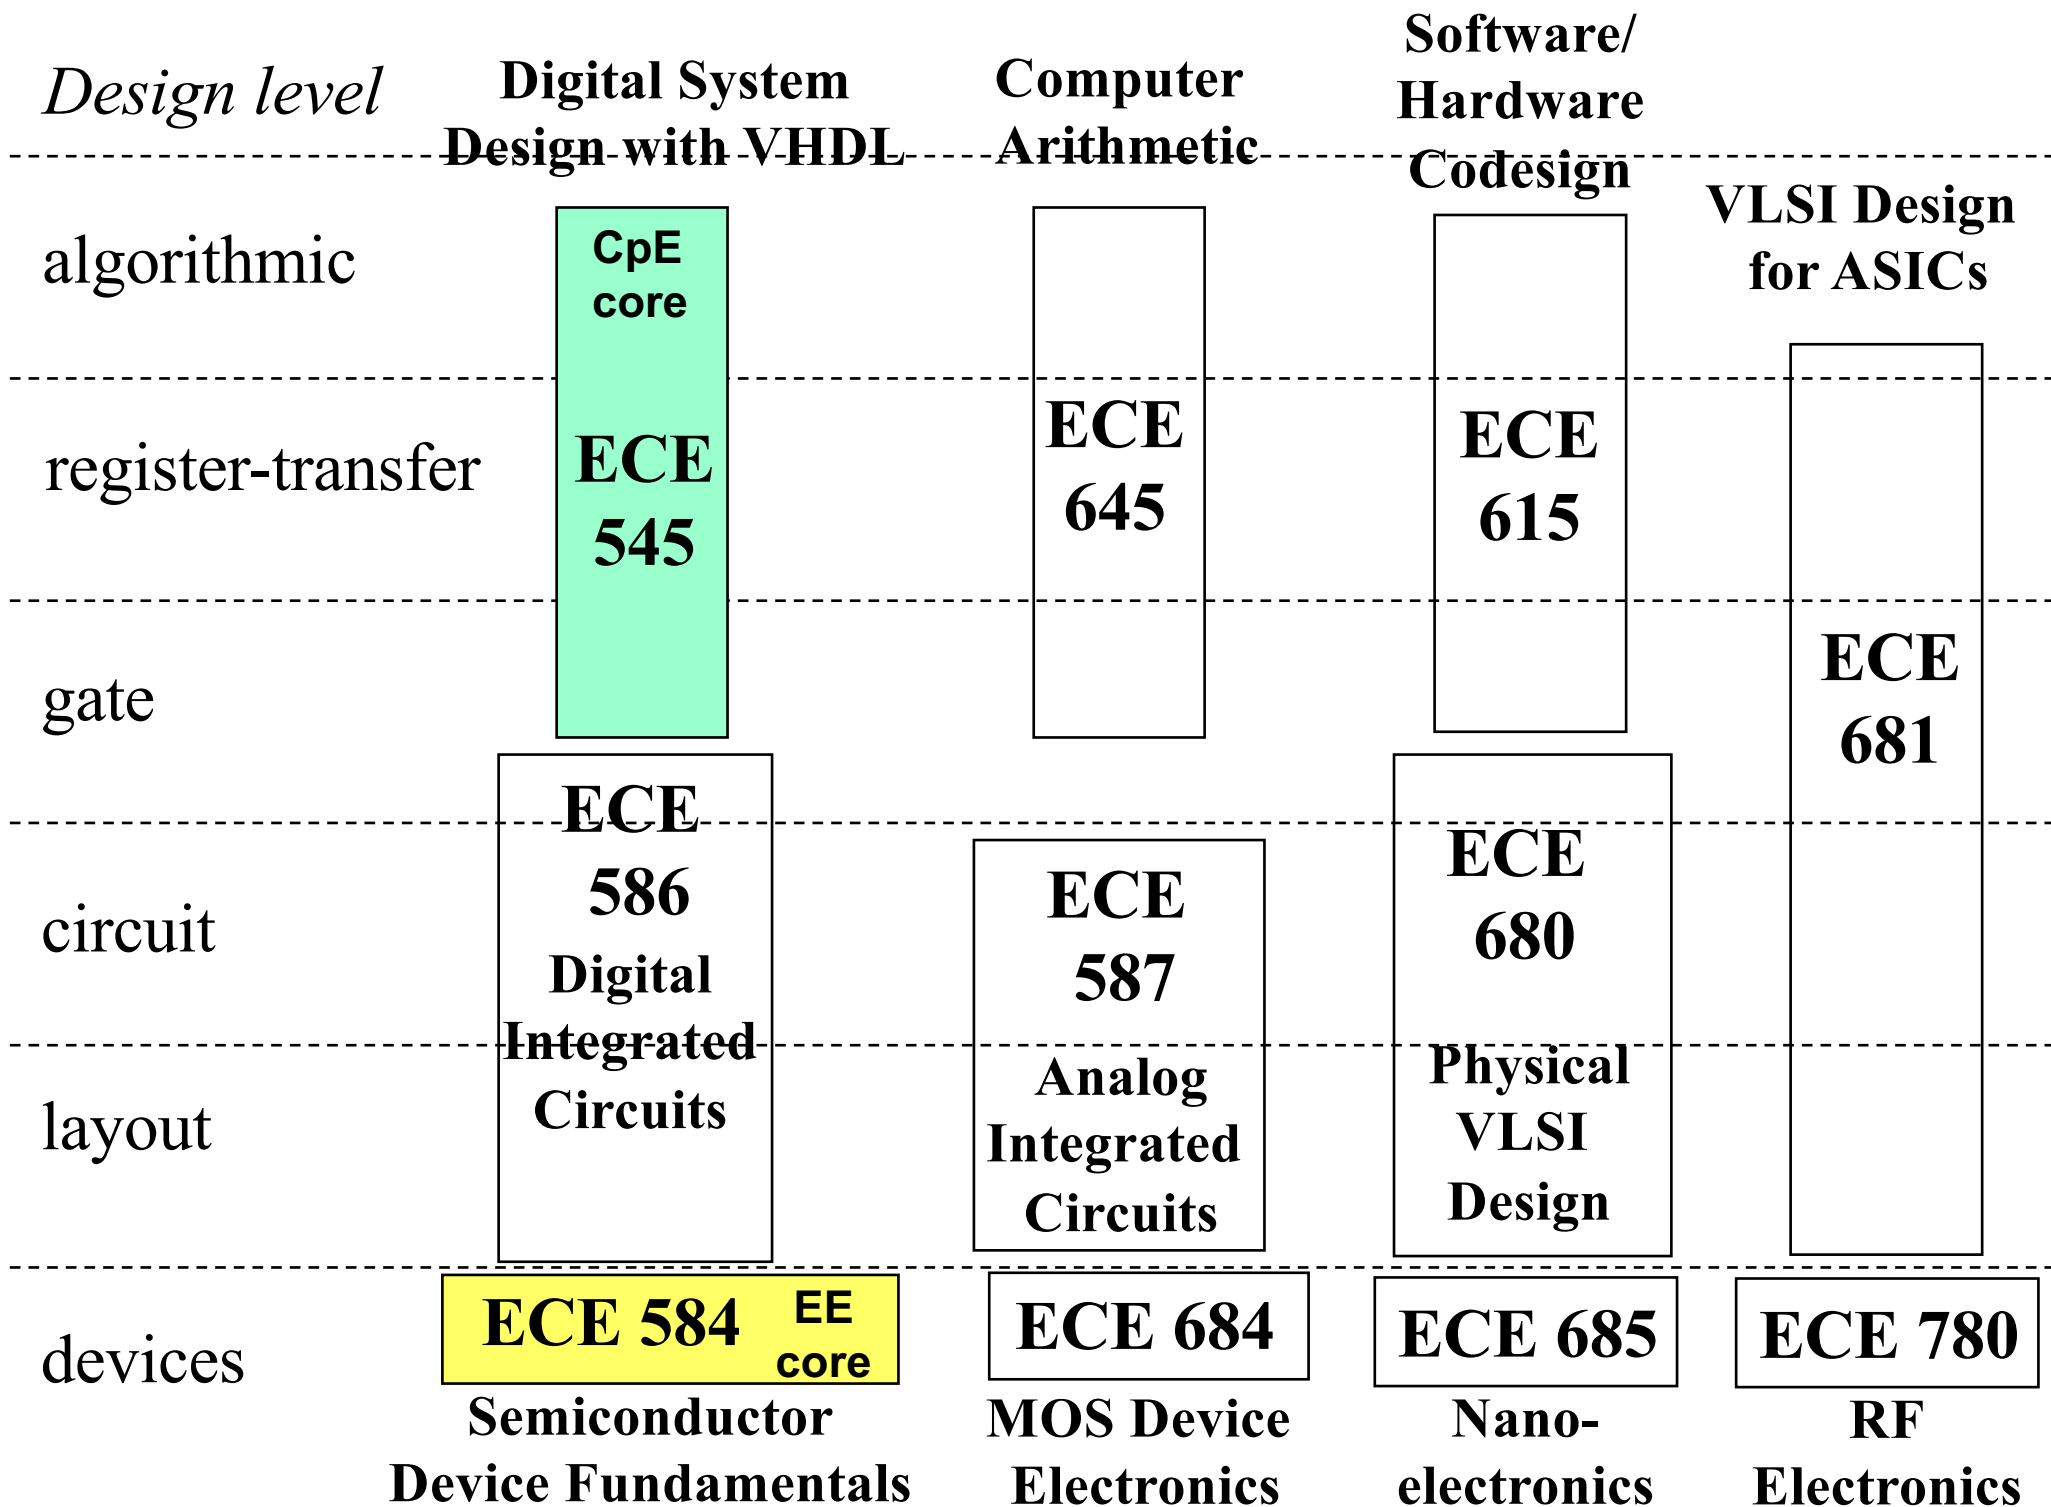 Design level
Digital System
Design with VHDL
Computer
Arithmetic
Software/
Hardware
Codesign
VLSI Design
for ASICs
algorithmic
CpE
core
register-transfer
ECE
545
ECE
645
ECE
615
gate
ECE
681
circuit
ECE
586
Digital
Integrated
Circuits
ECE
587
Analog
Integrated
Circuits
ECE
680
Physical
VLSI
Design
layout
devices
ECE 584
EE
core
Semiconductor
Device Fundamentals
ECE 684
MOS Device
Electronics
ECE 685
Nano-
electronics
ECE 780
RF
Electronics